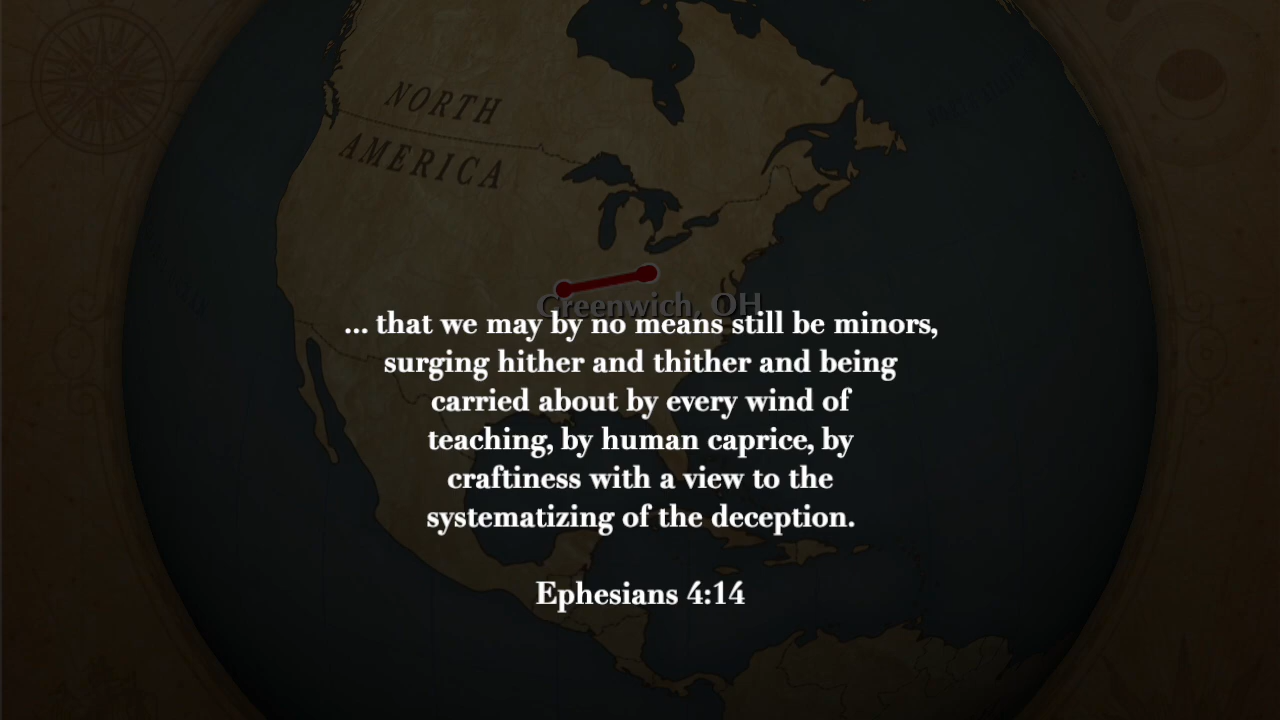 NORTH
AMERICA
Greenwich, OH
... that we may by no means still be minors,
surging hither and thither and being
carried about by every wind of
teaching, by human caprice, by
craftiness with a view to the
systematizing of the deception.
Ephesians 4:14